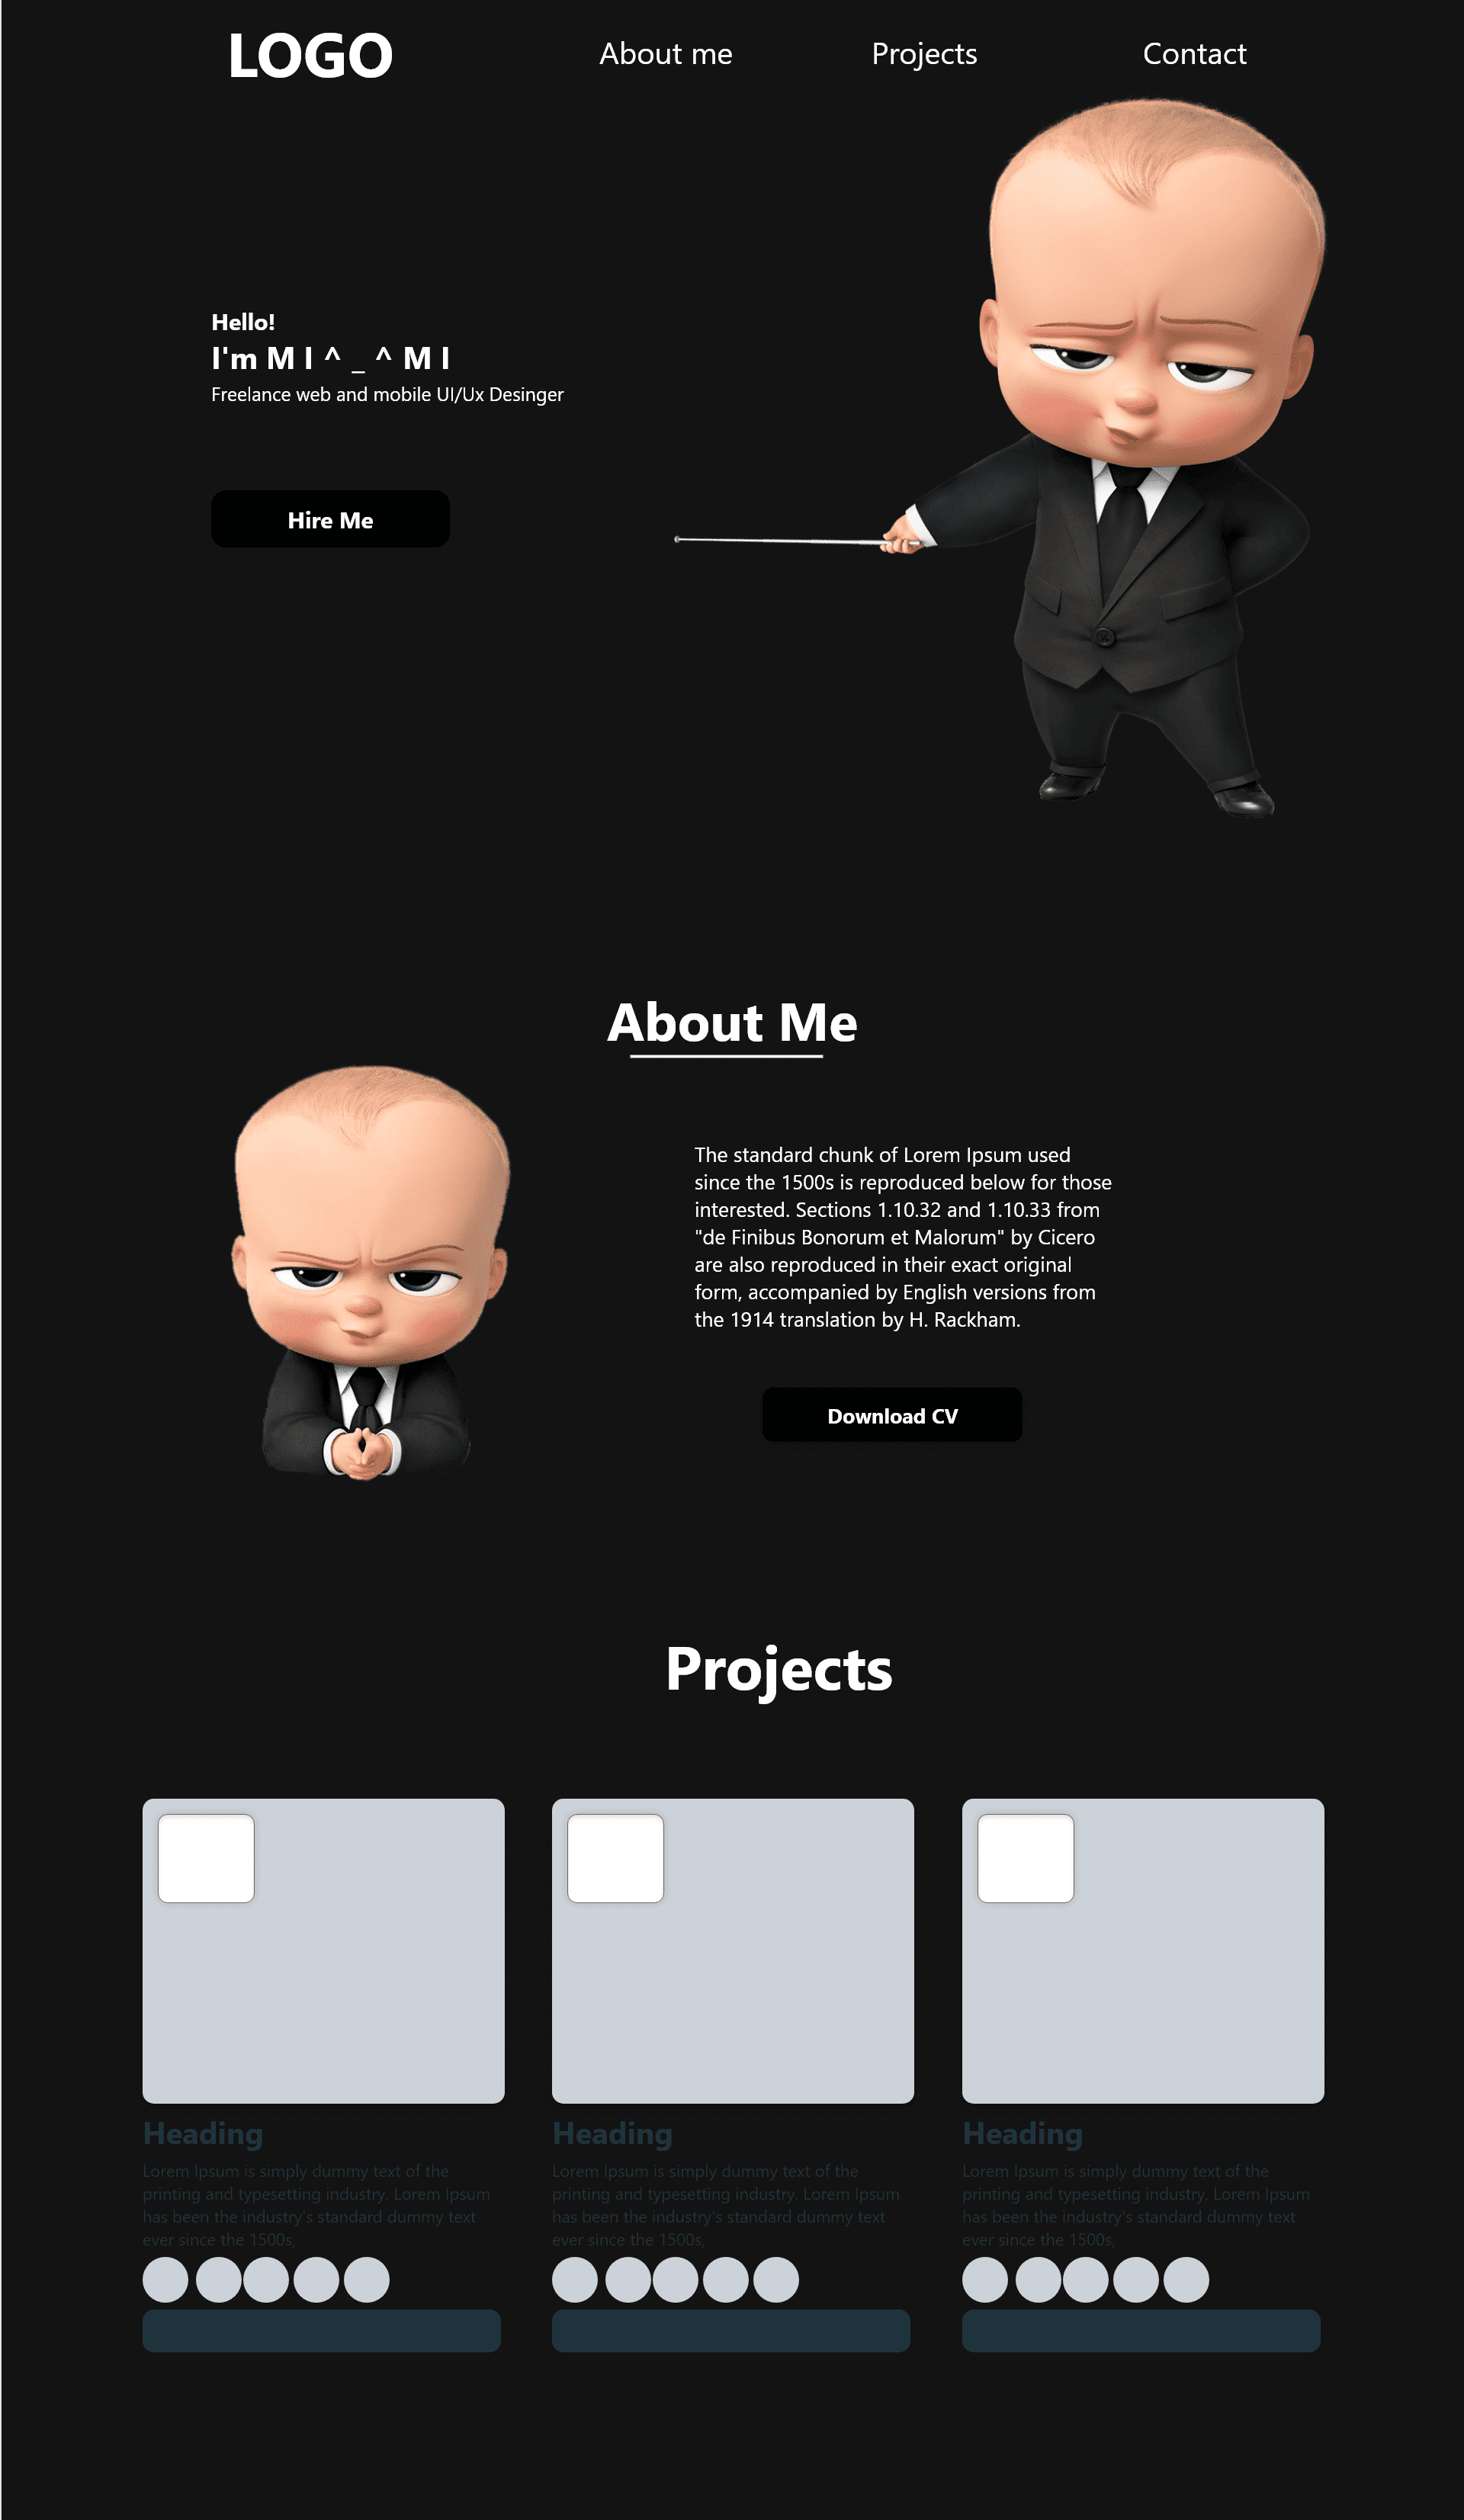 LOGO
About me
Projects
Contact
Hello!
I'm M I ^ _ ^ M I
Freelance web and mobile UI/Ux Desinger
Hire Me
About Me
The standard chunk of Lorem Ipsum used
since the 1500s is reproduced below for those
interested. Sections 1.10.32 and 1.10.33 from
"de Finibus Bonorum et Malorum" by Cicero
are also reproduced in their exact original
form, accompanied by English versions from
the 1914 translation by H. Rackham.
Download CV
Projects
Heading
Lorem Ipsum is simply dummy text of the
printing and typesetting industry. Lorem Ipsum
has been the industry's standard dummy text
ever since the 1500s,
Heading
Lorem Ipsum is simply dummy text of the
printing and typesetting industry. Lorem Ipsum
has been the industry's standard dummy text
ever since the 1500s,
Heading
Lorem Ipsum is simply dummy text of the
printing and typesetting industry. Lorem Ipsum
has been the industry's standard dummy text
ever since the 1500s,